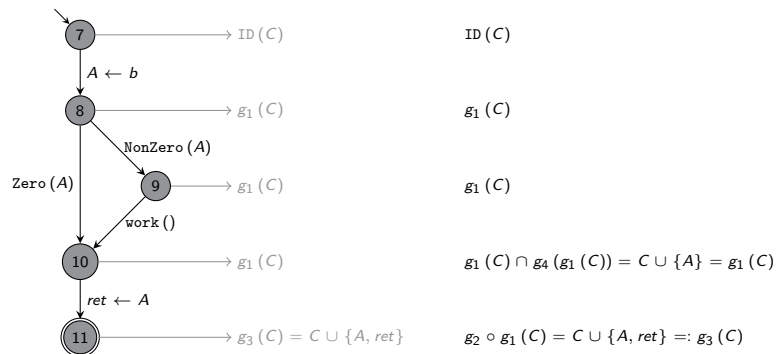 7 ID (C) ID (C)
A ← b
8 g₁ (C) g₁ (C)
NonZero (A)
Zero (A) 9 g₁ (C) g₁ (C)
work ()
10 g₁ (C) g₁ (C) ∩ g₄ (g₁ (C)) = C ∪ {A} = g₁ (C)
ret ← A
11 g₃ (C) = C ∪ {A, ret} g₂ ∘ g₁ (C) = C ∪ {A, ret} =: g₃ (C)